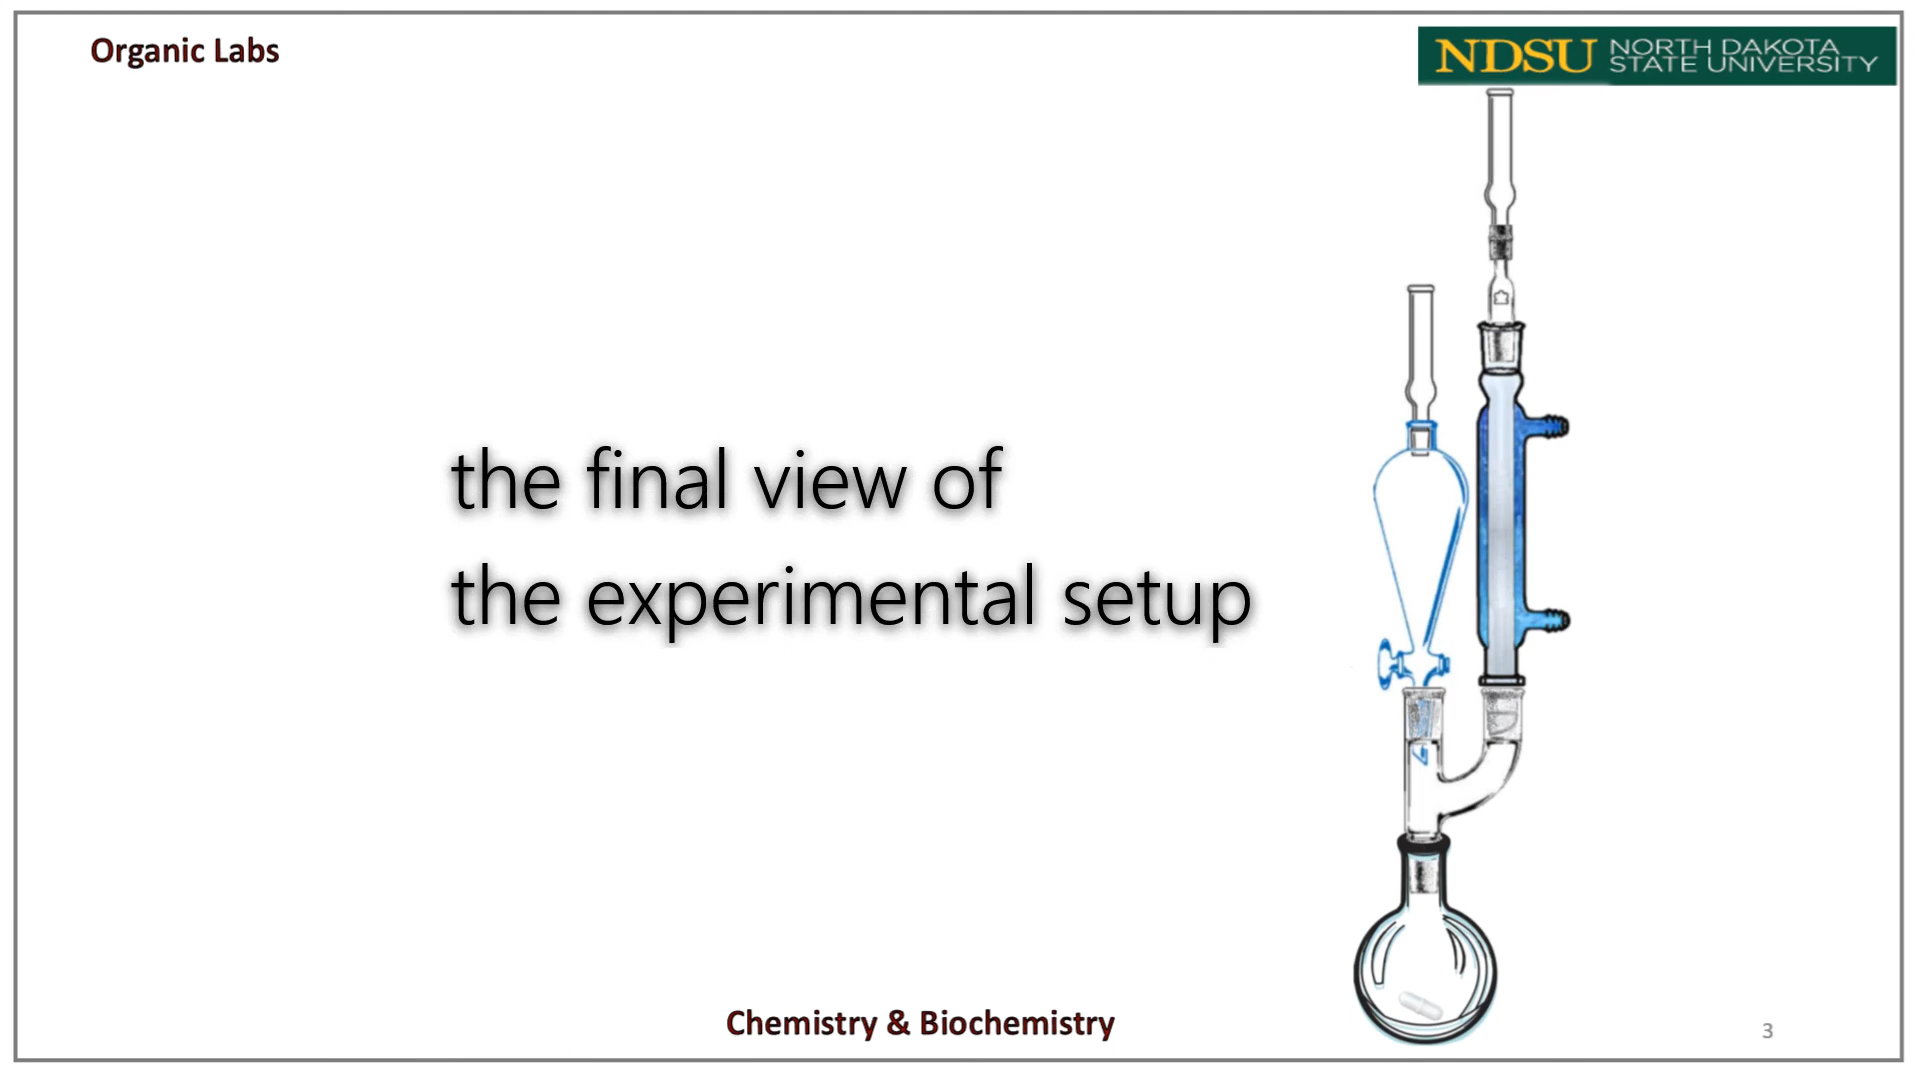 Organic Labs
NDSU NORTH DAKOTA
STATE UNIVERSITY
the final view of
the experimental setup
Chemistry & Biochemistry
3